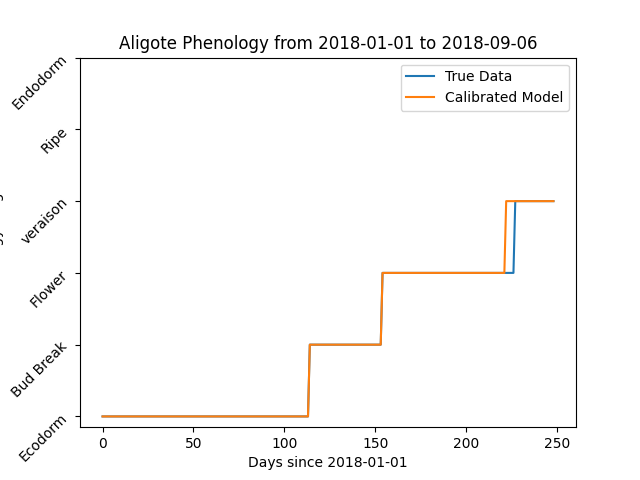 Aligote Phenology from 2018-01-01 to 2018-09-06
True Data
Calibrated Model
Endodorm
Ripe
veraison
Flower
Bud Break
Ecodorm
0 50 100 150 200 250
Days since 2018-01-01